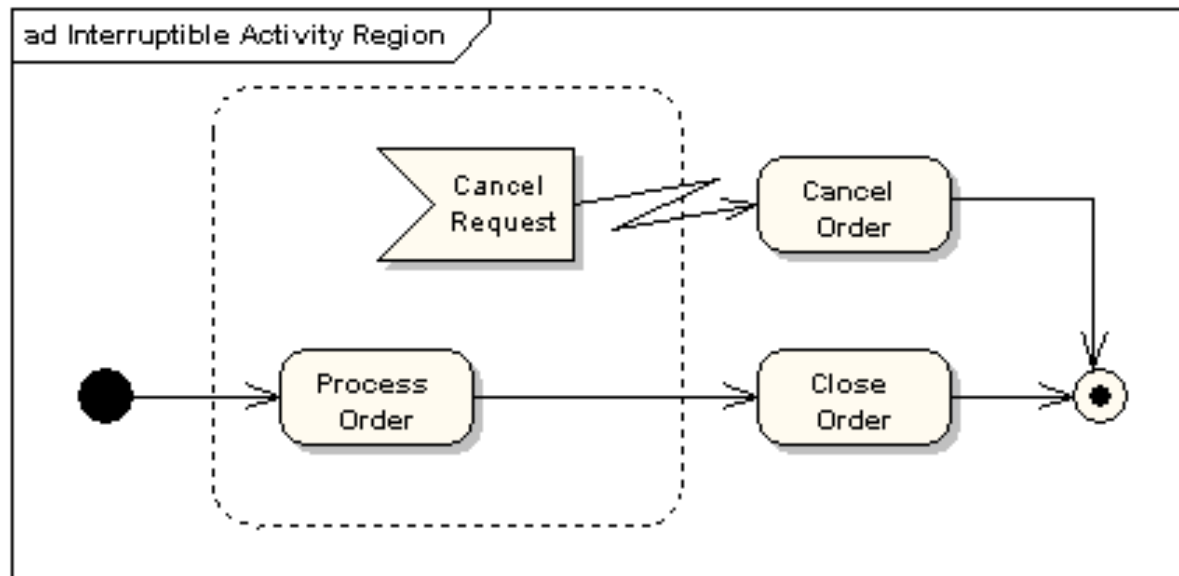 ad Interruptible Activity Region
Cancel
Request
Cancel
Order
Process
Order
Close
Order